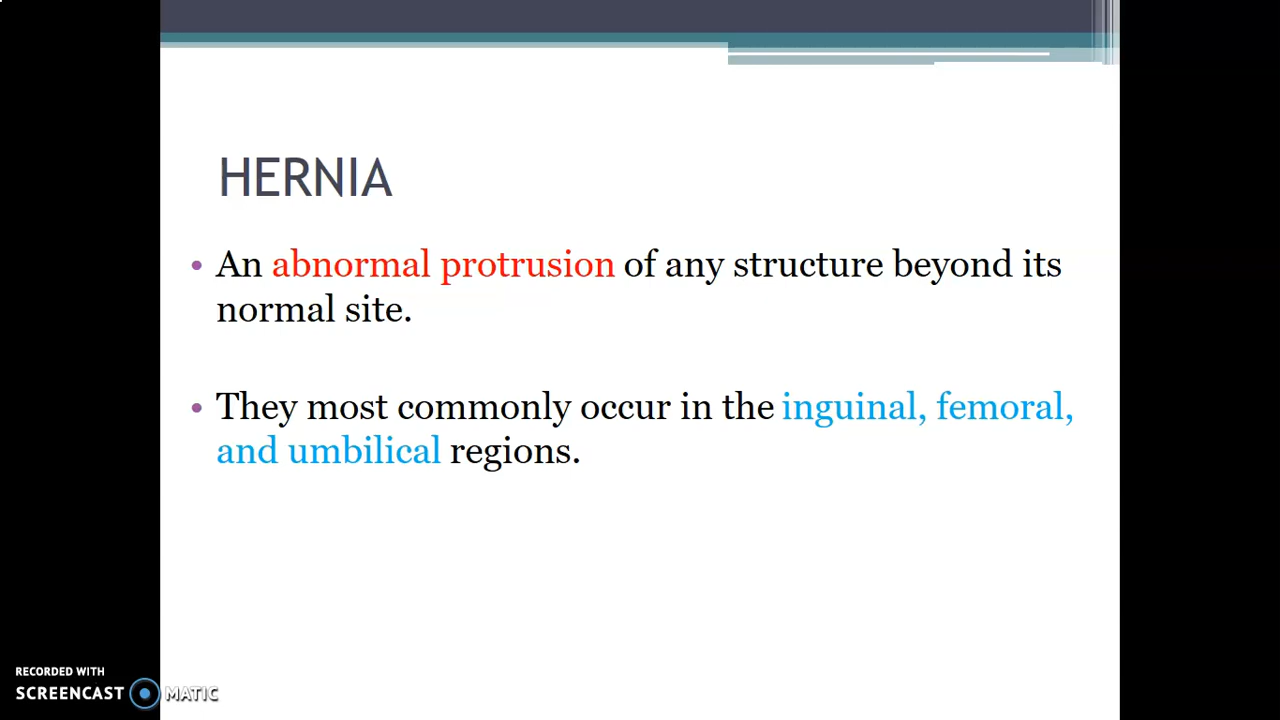 HERNIA
• An abnormal protrusion of any structure beyond its
normal site.
• They most commonly occur in the inguinal, femoral,
and umbilical regions.
RECORDED WITH
SCREENCAST MATIC